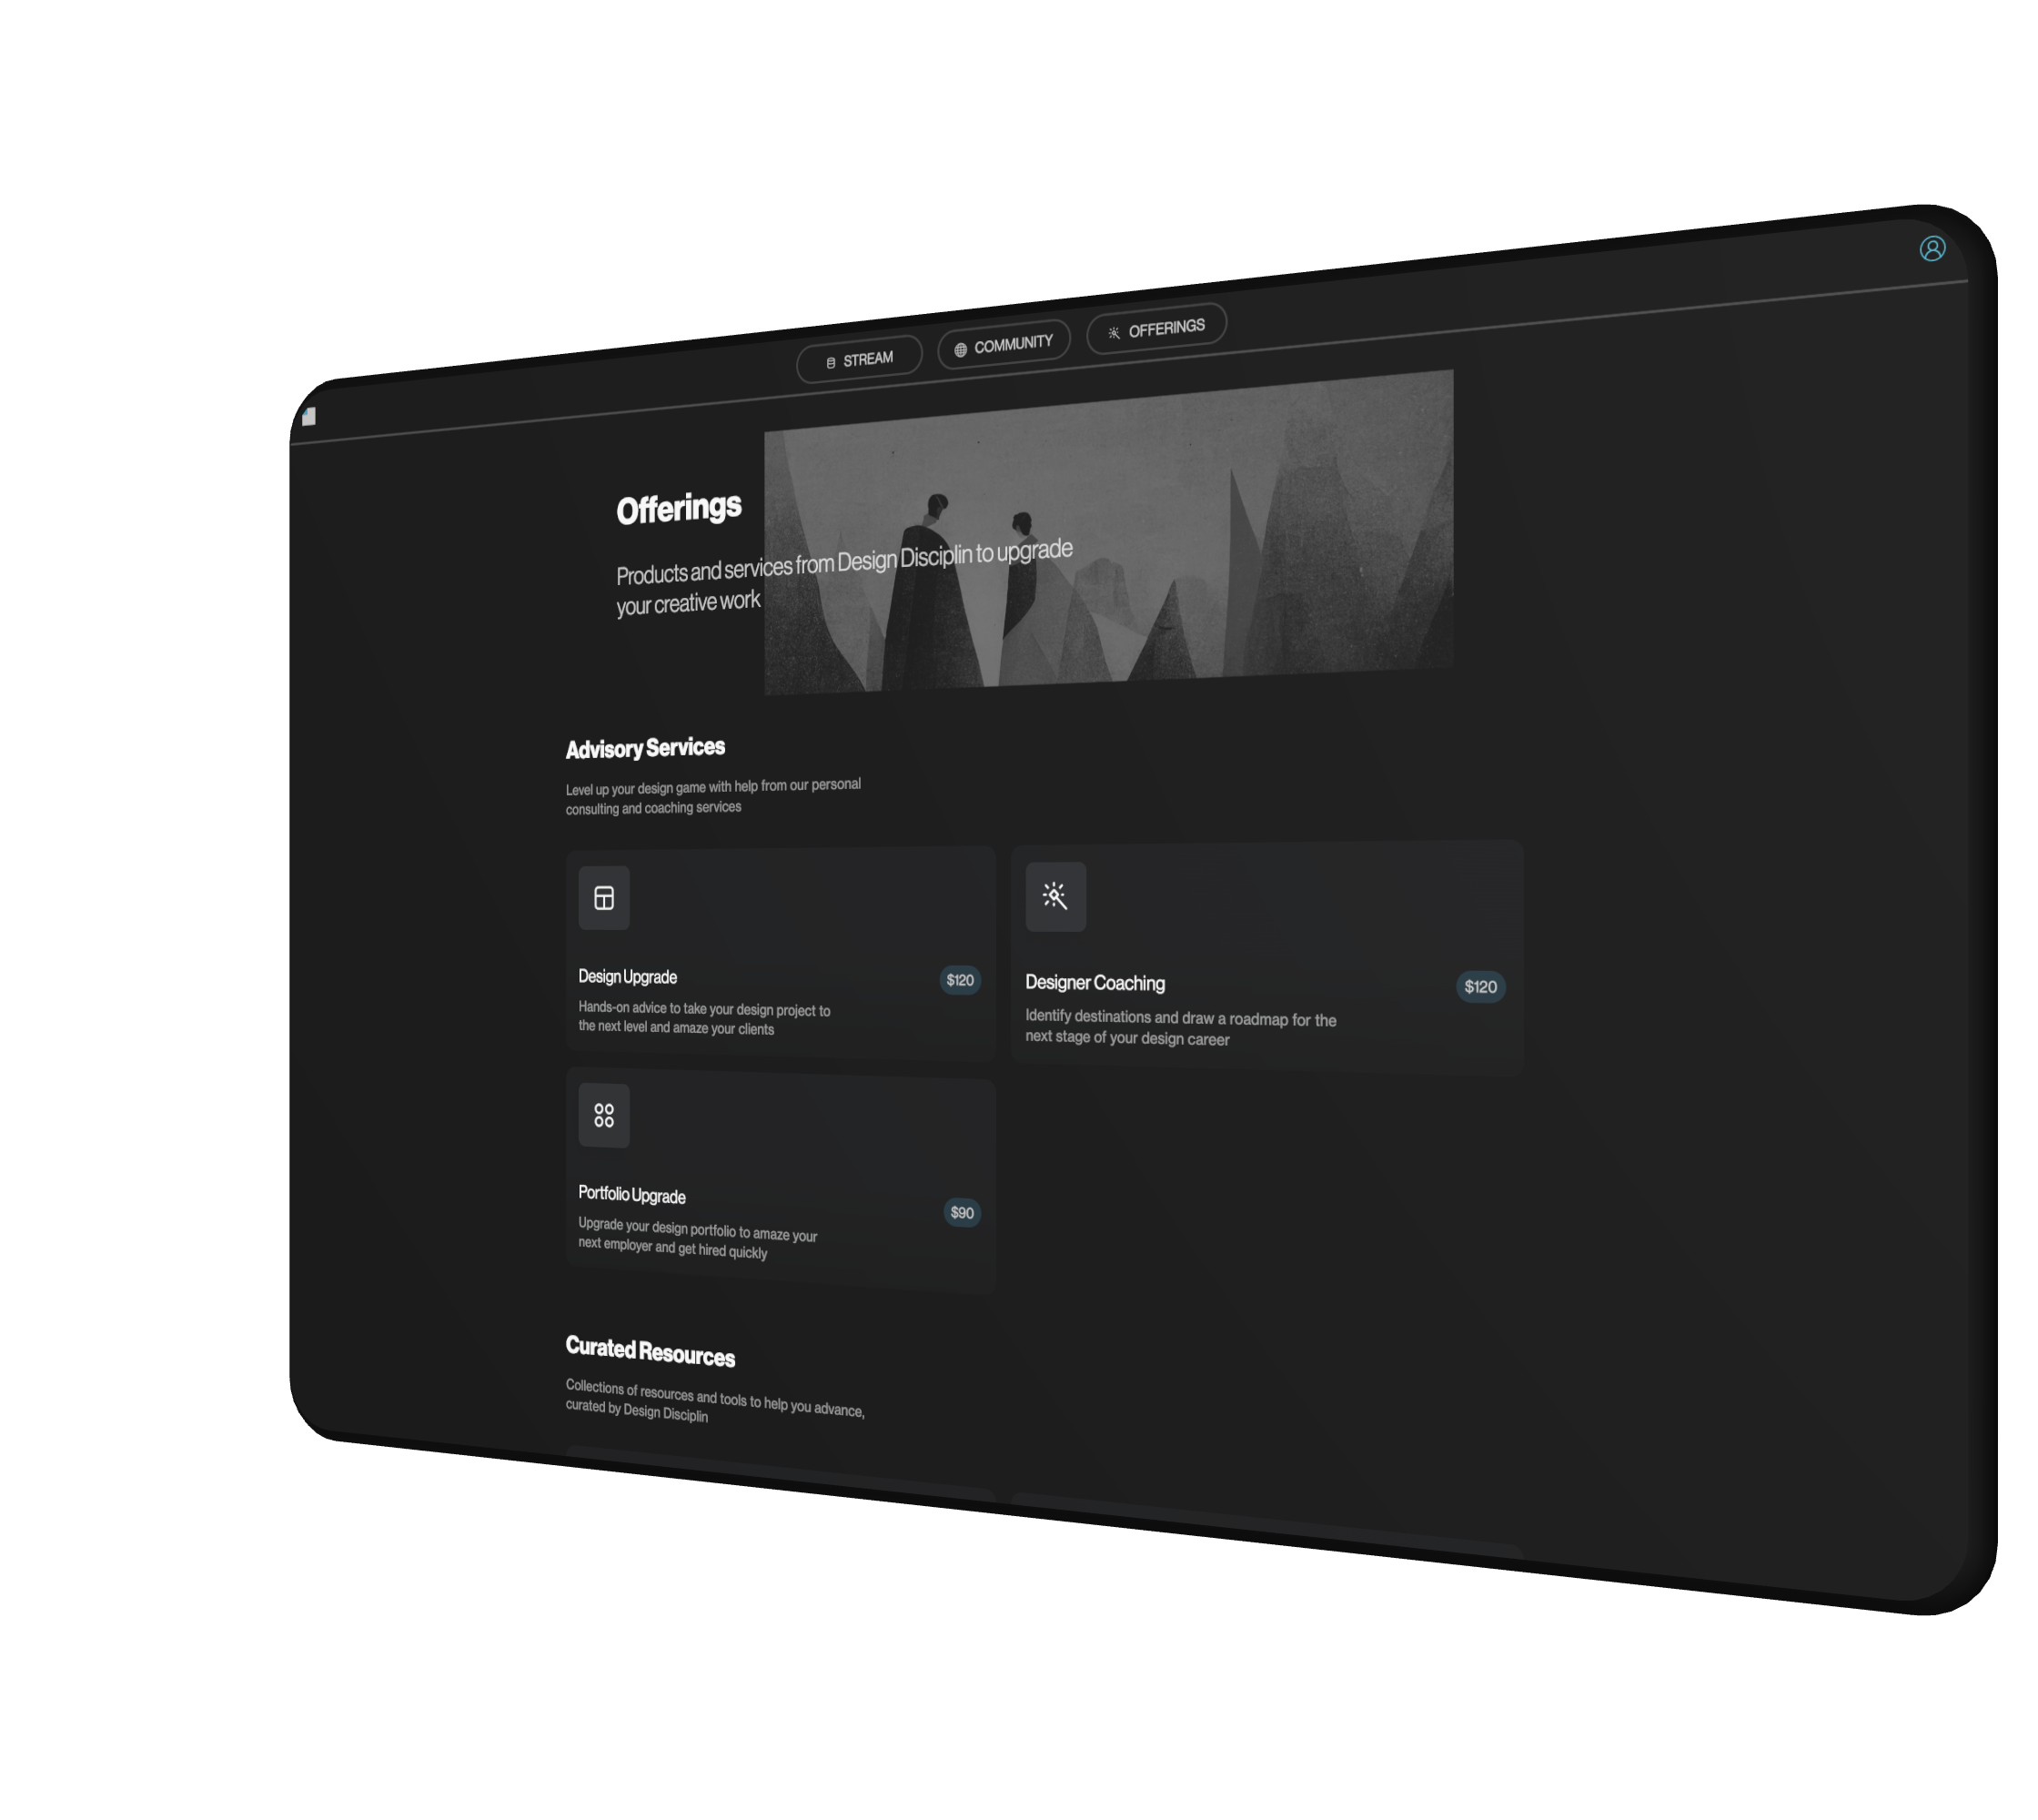 STREAM
COMMUNITY
OFFERINGS
Offerings
Products and services from Design Disciplin to upgrade
your creative work
Advisory Services
Level up your design game with help from our personal
consulting and coaching services
Design Upgrade
$120
Hands-on advice to take your design project to
the next level and amaze your clients
Designer Coaching
$120
Identify destinations and draw a roadmap for the
next stage of your design career
Portfolio Upgrade
$90
Upgrade your design portfolio to amaze your
next employer and get hired quickly
Curated Resources
Collections of resources and tools to help you advance,
curated by Design Disciplin